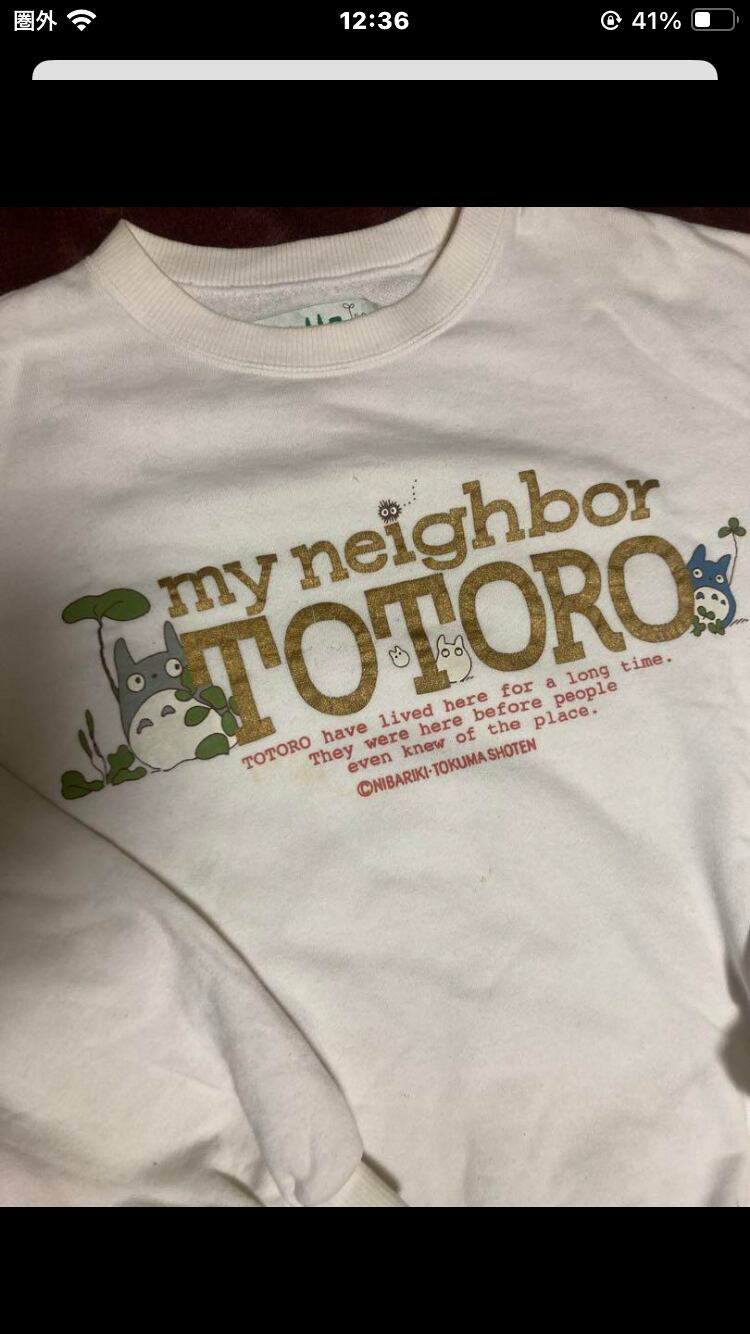 圏外 12:36 41%
my neighbor
TOTORO
TOTORO have lived here for a long time.
They were here before people
even knew of the place.
©NIBARIKI·TOKUMA SHOTEN